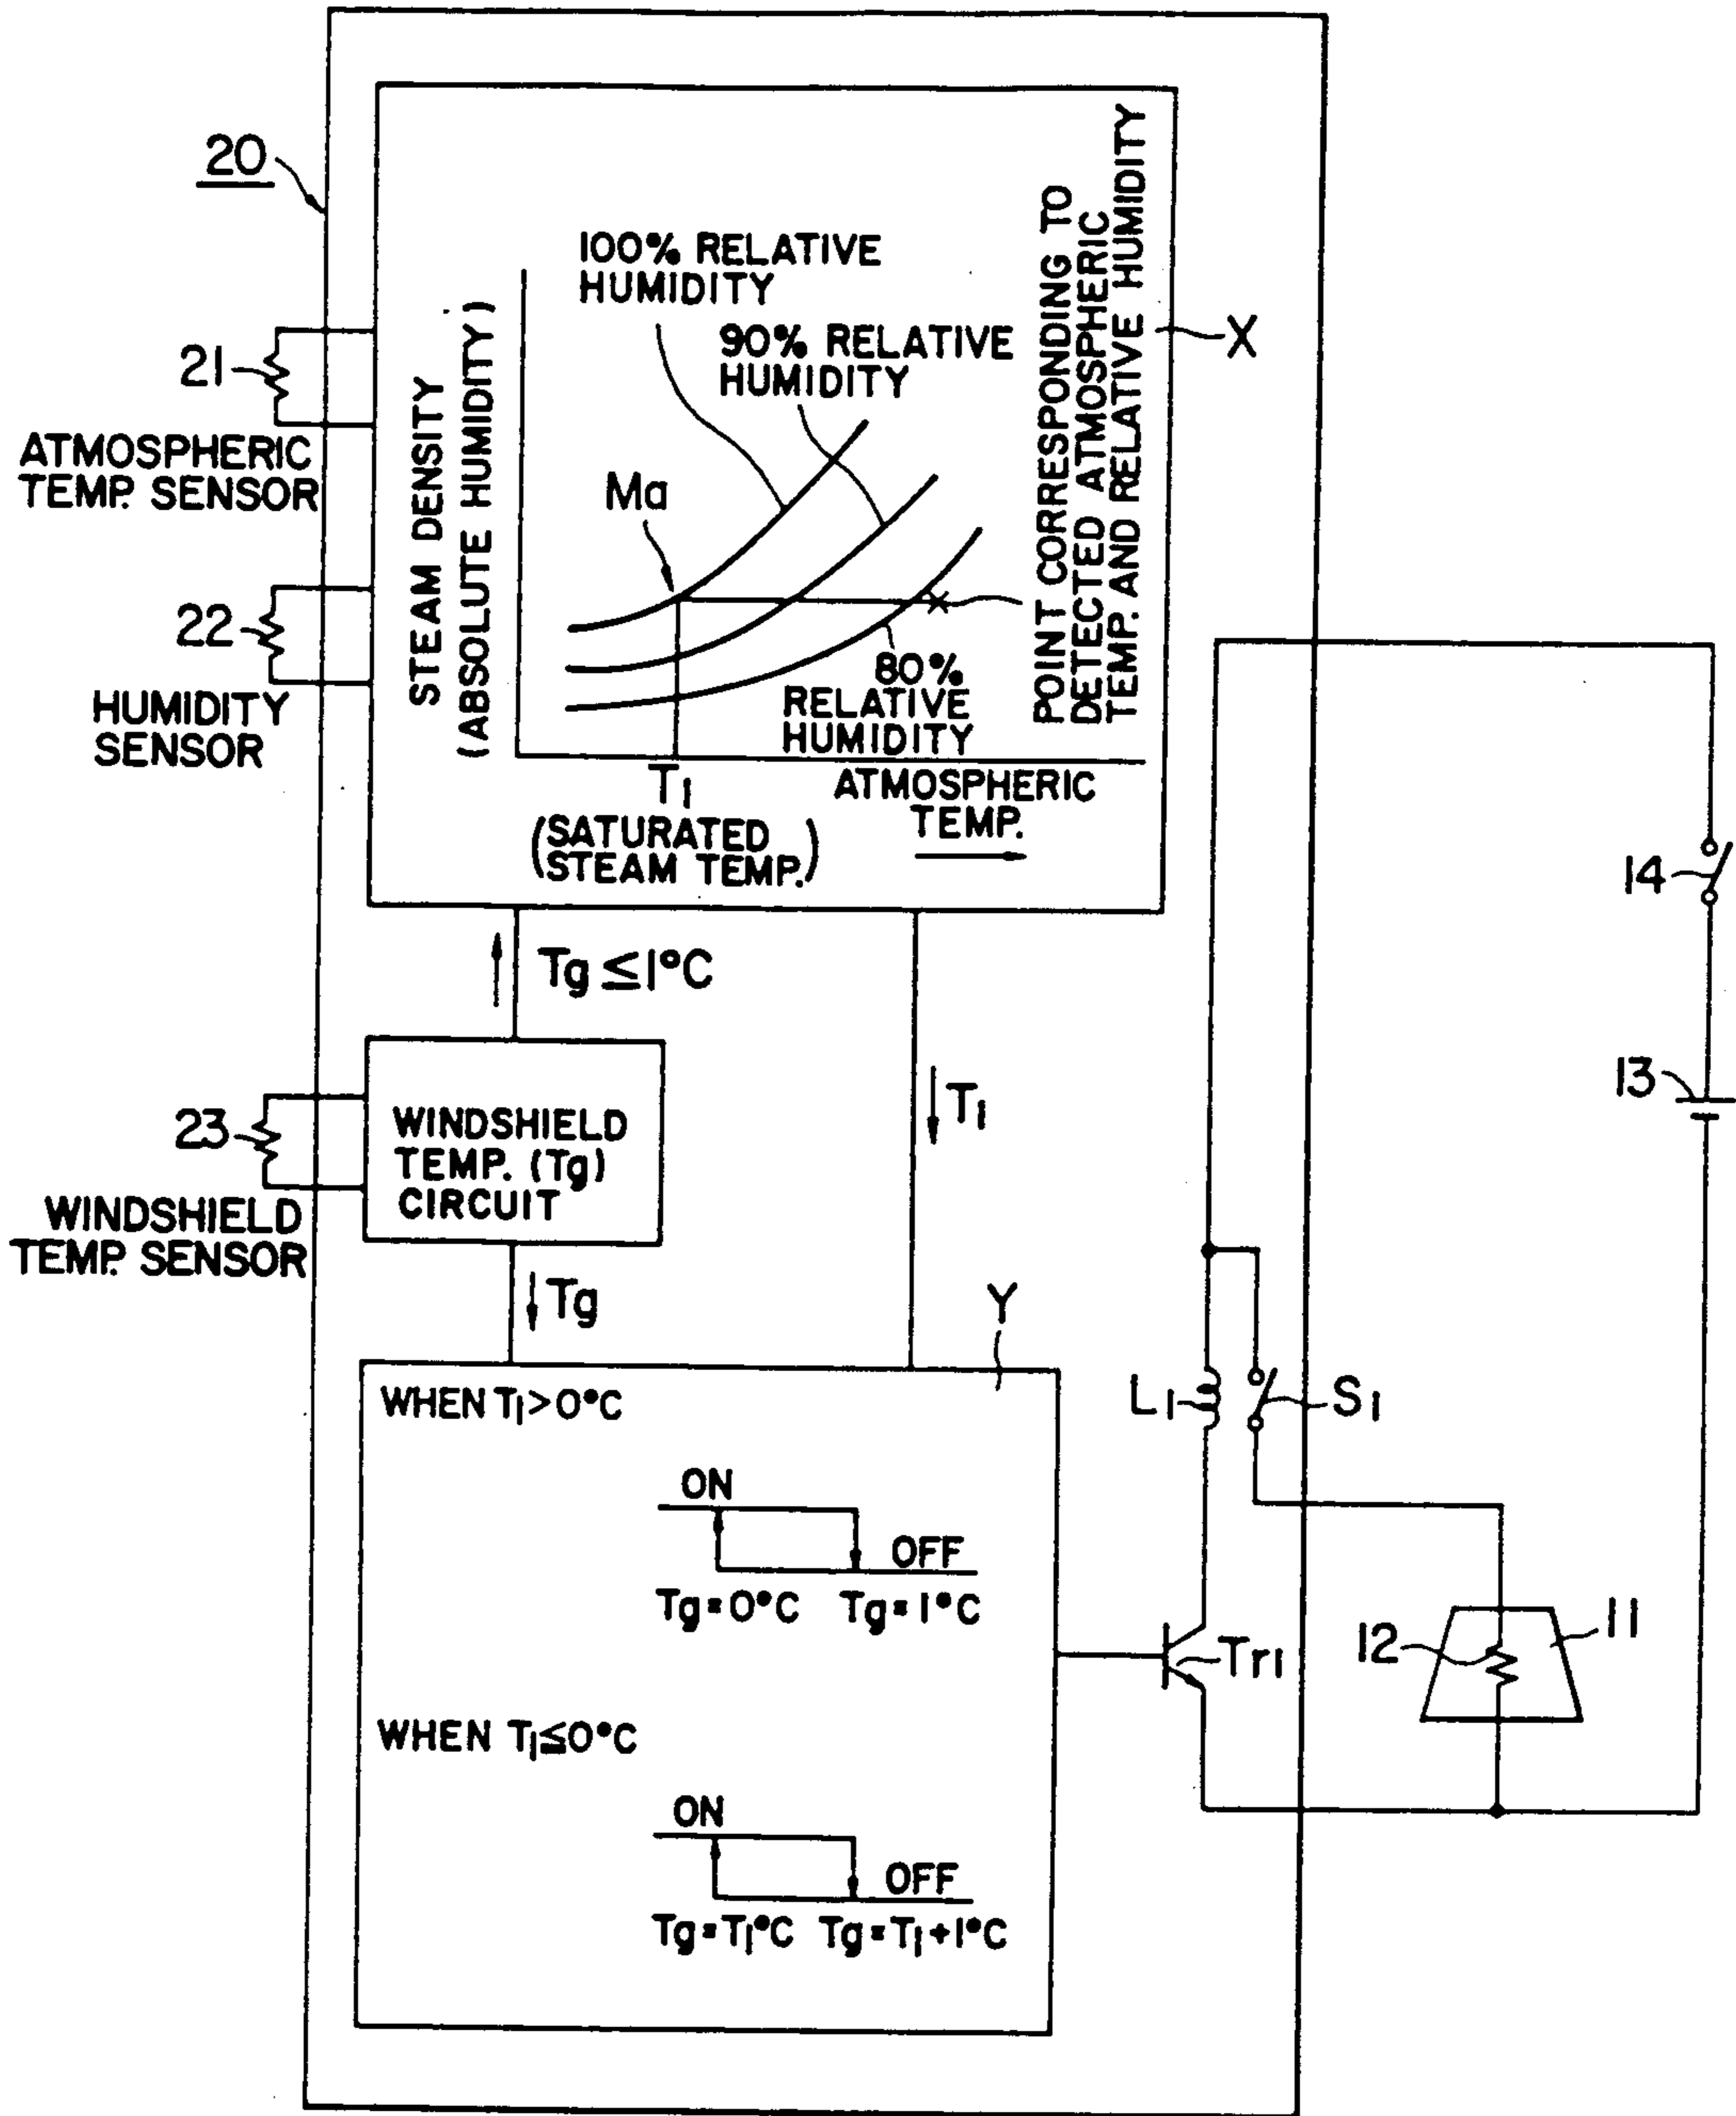 20
100% RELATIVE
HUMIDITY
90% RELATIVE
HUMIDITY
80%
RELATIVE
HUMIDITY
Ma
STEAM DENSITY
(ABSOLUTE HUMIDITY)
POINT CORRESPONDING TO
DETECTED ATMOSPHERIC
TEMP. AND RELATIVE HUMIDITY
X
21
ATMOSPHERIC
TEMP. SENSOR
22
HUMIDITY
SENSOR
T1
(SATURATED
STEAM TEMP.)
ATMOSPHERIC
TEMP.
14
Tg ≤ 1°C
T1
13
23
WINDSHIELD
TEMP. SENSOR
WINDSHIELD
TEMP. (Tg)
CIRCUIT
Tg
Y
WHEN T1>0°C
ON
OFF
Tg=0°C Tg=1°C
WHEN T1≤0°C
ON
OFF
Tg=T1°C Tg=T1+1°C
L1
S1
Tr1
12
11